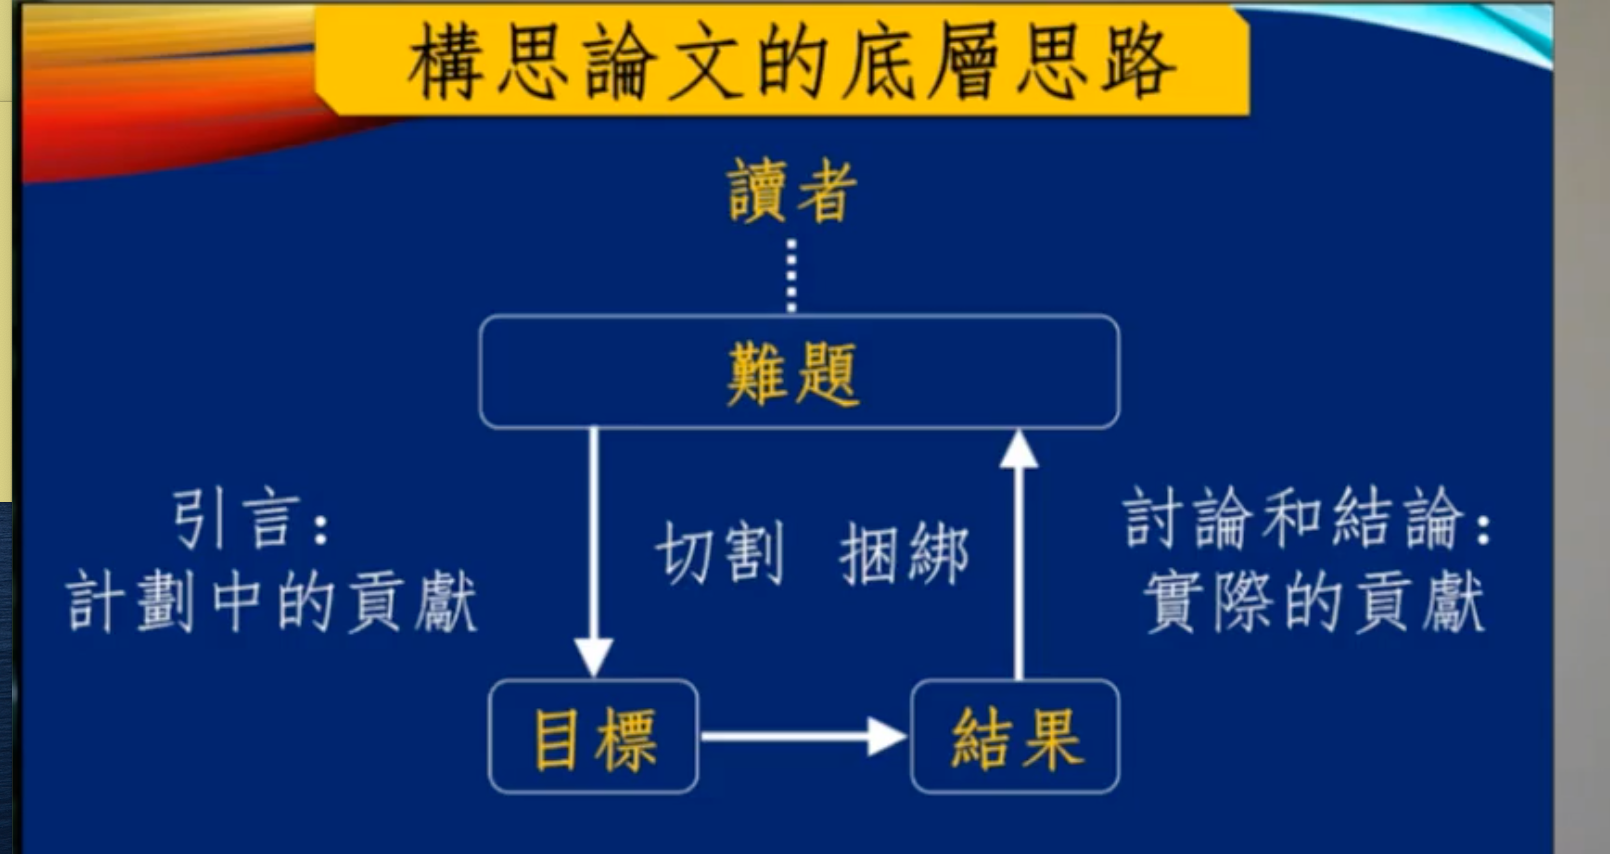 構思論文的底層思路
讀者
難題
引言：
計劃中的貢獻
切割 捆綁
討論和結論：
實際的貢獻
目標
結果